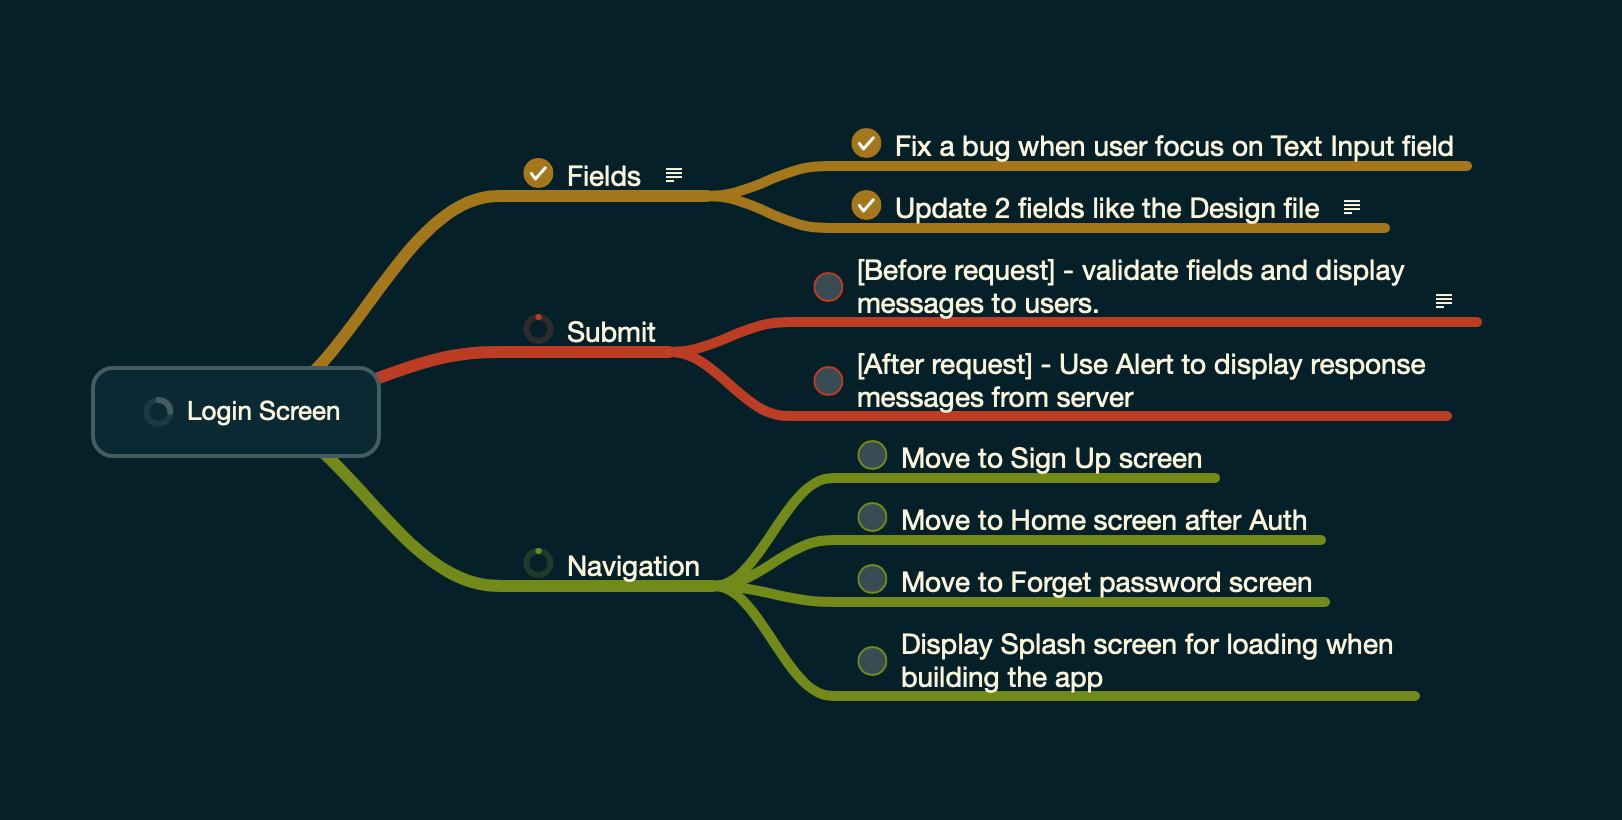 Fix a bug when user focus on Text Input field
Fields
Update 2 fields like the Design file
[Before request] - validate fields and display
messages to users.
Submit
[After request] - Use Alert to display response
messages from server
Login Screen
Move to Sign Up screen
Move to Home screen after Auth
Navigation
Move to Forget password screen
Display Splash screen for loading when
building the app